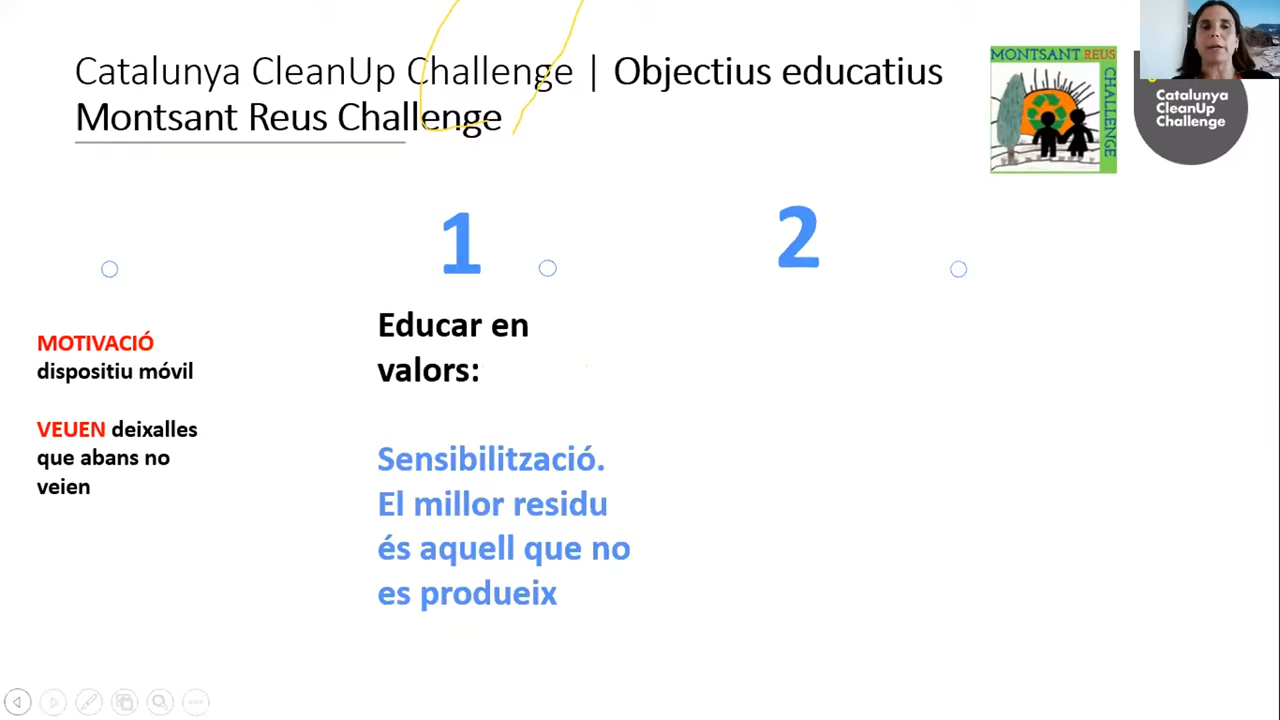 Catalunya CleanUp Challenge | Objectius educatius
Montsant Reus Challenge
MONTSANT REUS
CHALLENGE
Catalunya
CleanUp
Challenge
1
2
MOTIVACIÓ
dispositiu móvil
VEUEN deixalles
que abans no
veien
Educar en
valors:
Sensibilització.
El millor residu
és aquell que no
es produeix